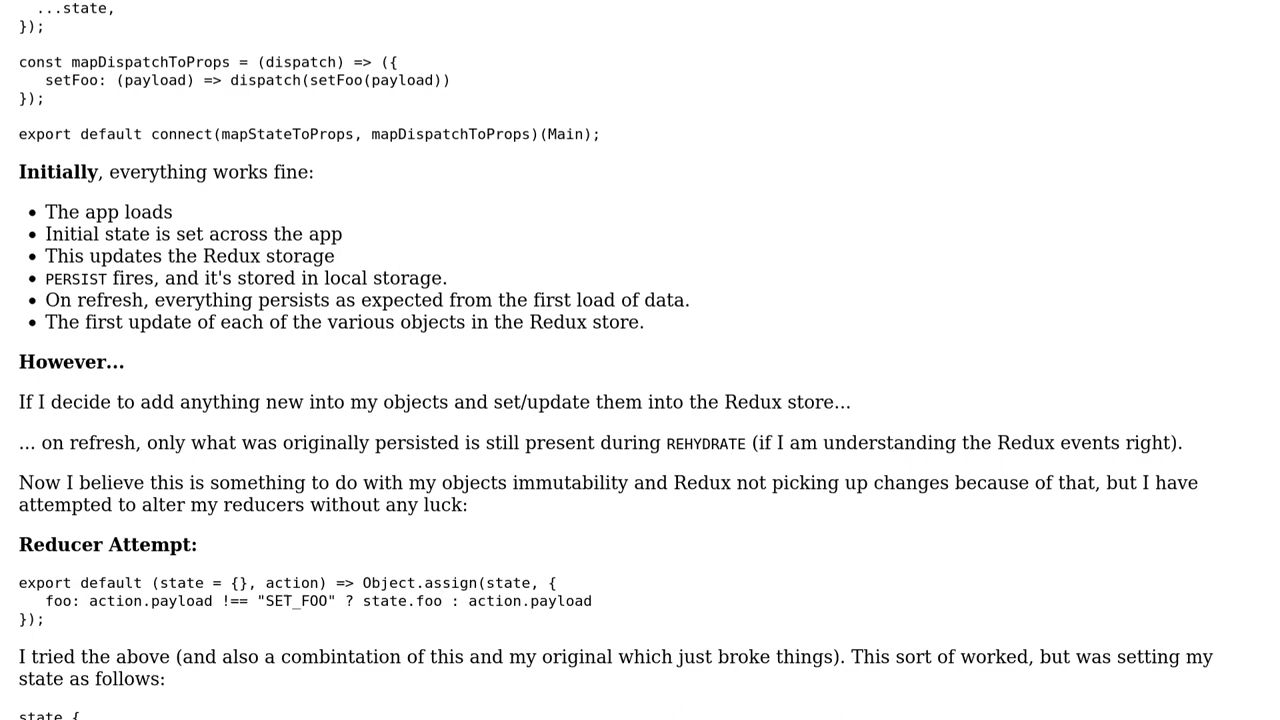 ...state,
});
const mapDispatchToProps = (dispatch) => ({
setFoo: (payload) => dispatch(setFoo(payload))
});
export default connect(mapStateToProps, mapDispatchToProps)(Main);
Initially, everything works fine:
• The app loads
• Initial state is set across the app
• This updates the Redux storage
• PERSIST fires, and it's stored in local storage.
• On refresh, everything persists as expected from the first load of data.
• The first update of each of the various objects in the Redux store.
However...
If I decide to add anything new into my objects and set/update them into the Redux store...
... on refresh, only what was originally persisted is still present during REHYDRATE (if I am understanding the Redux events right).
Now I believe this is something to do with my objects immutability and Redux not picking up changes because of that, but I have
attempted to alter my reducers without any luck:
Reducer Attempt:
export default (state = {}, action) => Object.assign(state, {
foo: action.payload !== "SET_FOO" ? state.foo : action.payload
});
I tried the above (and also a combintation of this and my original which just broke things). This sort of worked, but was setting my
state as follows:
state {